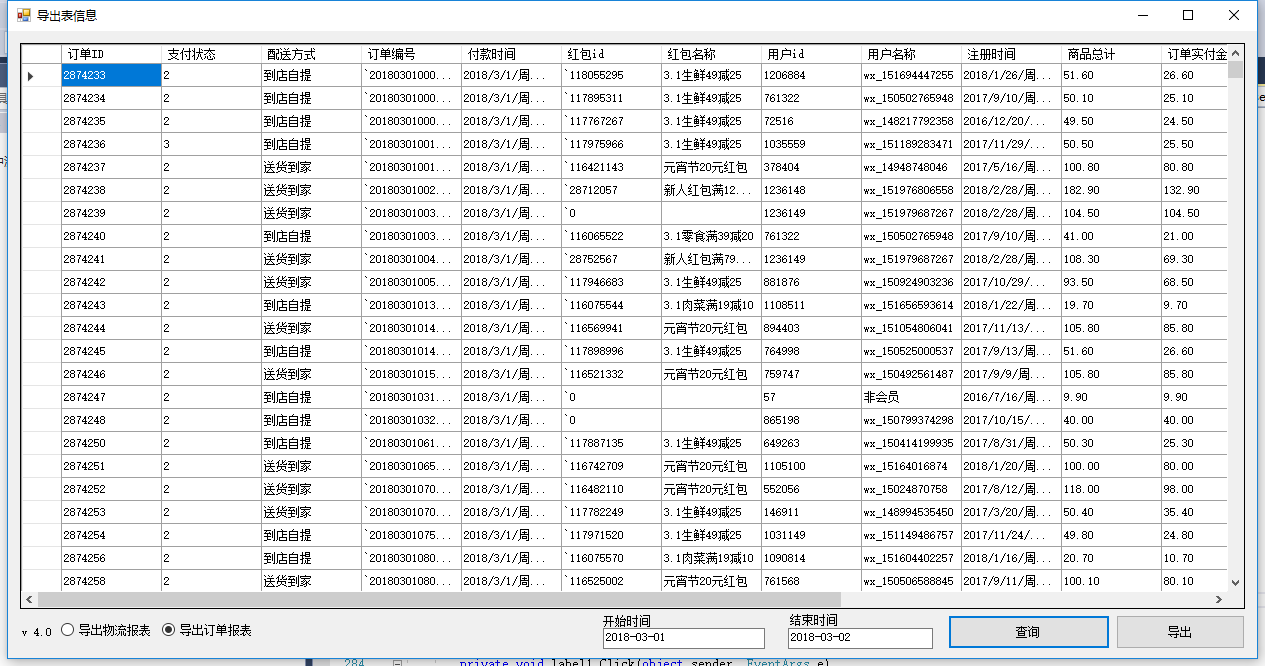 导出表信息
订单ID 支付状态 配送方式 订单编号 付款时间 红包id 红包名称 用户id 用户名称 注册时间 商品总计 订单实付金
2874233 2 到店自提 `20180301000... 2018/3/1/周... `118055295 3.1生鲜49减25 1206884 wx_151694447255 2018/1/26/周... 51.60 26.60
2874234 2 到店自提 `20180301000... 2018/3/1/周... `117895311 3.1生鲜49减25 761322 wx_150502765948 2017/9/10/周... 50.10 25.10
2874235 2 到店自提 `20180301000... 2018/3/1/周... `117767267 3.1生鲜49减25 72516 wx_148217792358 2016/12/20/... 49.50 24.50
2874236 3 到店自提 `20180301000... 2018/3/1/周... `117975966 3.1生鲜49减25 1035559 wx_151189283471 2017/11/29/... 50.50 25.50
2874237 2 送货到家 `20180301001... 2018/3/1/周... `116421143 元宵节20元红包 378404 wx_14948748046 2017/5/16/周... 100.80 80.80
2874238 2 送货到家 `20180301002... 2018/3/1/周... `28712057 新人红包满12... 1236148 wx_151976806558 2018/2/28/周... 182.90 132.90
2874239 2 送货到家 `20180301003... 2018/3/1/周... `0 1236149 wx_151979687267 2018/2/28/周... 104.50 104.50
2874240 2 到店自提 `20180301003... 2018/3/1/周... `116065522 3.1零食满39减20 761322 wx_150502765948 2017/9/10/周... 41.00 21.00
2874241 2 送货到家 `20180301004... 2018/3/1/周... `28752567 新人红包满79... 1236149 wx_151979687267 2018/2/28/周... 108.30 69.30
2874242 2 送货到家 `20180301005... 2018/3/1/周... `117946683 3.1生鲜49减25 881876 wx_150924903236 2017/10/29/... 93.50 68.50
2874243 2 到店自提 `20180301013... 2018/3/1/周... `116075544 3.1肉菜满19减10 1108511 wx_151656593614 2018/1/22/周... 19.70 9.70
2874244 2 送货到家 `20180301014... 2018/3/1/周... `116569941 元宵节20元红包 894403 wx_151054806041 2017/11/13/... 105.80 85.80
2874245 2 到店自提 `20180301014... 2018/3/1/周... `117898996 3.1生鲜49减25 764998 wx_150525000537 2017/9/13/周... 51.60 26.60
2874246 2 送货到家 `20180301015... 2018/3/1/周... `116521332 元宵节20元红包 759747 wx_150492561487 2017/9/9/周... 105.80 85.80
2874247 2 到店自提 `20180301031... 2018/3/1/周... `0 57 非会员 2016/7/16/周... 9.90 9.90
2874248 2 到店自提 `20180301032... 2018/3/1/周... `0 865198 wx_150799374298 2017/10/15/... 40.00 40.00
2874250 2 到店自提 `20180301061... 2018/3/1/周... `117887135 3.1生鲜49减25 649263 wx_150414199935 2017/8/31/周... 50.30 25.30
2874251 2 送货到家 `20180301065... 2018/3/1/周... `116742709 元宵节20元红包 1105100 wx_15164016874 2018/1/20/周... 100.00 80.00
2874252 2 送货到家 `20180301070... 2018/3/1/周... `116482110 元宵节20元红包 552056 wx_15024870758 2017/8/12/周... 118.00 98.00
2874253 2 送货到家 `20180301070... 2018/3/1/周... `117782249 3.1生鲜49减25 146911 wx_148994535450 2017/3/20/周... 50.40 35.40
2874254 2 到店自提 `20180301075... 2018/3/1/周... `117971520 3.1生鲜49减25 1031149 wx_151149486757 2017/11/24/... 49.80 24.80
2874256 2 到店自提 `20180301080... 2018/3/1/周... `116075570 3.1肉菜满19减10 1090814 wx_151604402257 2018/1/16/周... 20.70 10.70
2874258 2 送货到家 `20180301080... 2018/3/1/周... `116525002 元宵节20元红包 761568 wx_150506588845 2017/9/11/周... 100.10 80.10
v 4.0 导出物流报表 导出订单报表 开始时间 结束时间 查询 导出
2018-03-01 2018-03-02
284 private void label1_Click(object sender, EventArgs e)